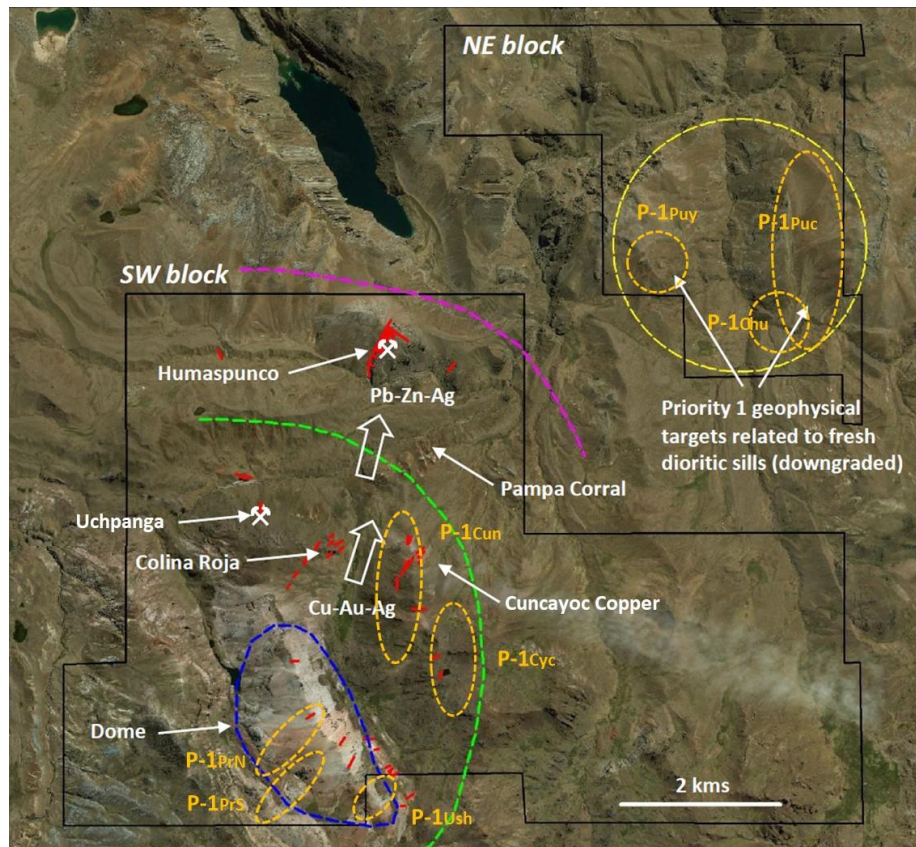 NE block
P-1Puy
P-1Puc
SW block
P-1Chu
Humaspunco
Pb-Zn-Ag
Priority 1 geophysical
targets related to fresh
dioritic sills (downgraded)
Pampa Corral
Uchpanga
P-1Cun
Colina Roja
Cu-Au-Ag
Cuncayoc Copper
P-1Cyc
Dome
P-1PrN
2 kms
P-1PrS
P-1Ush